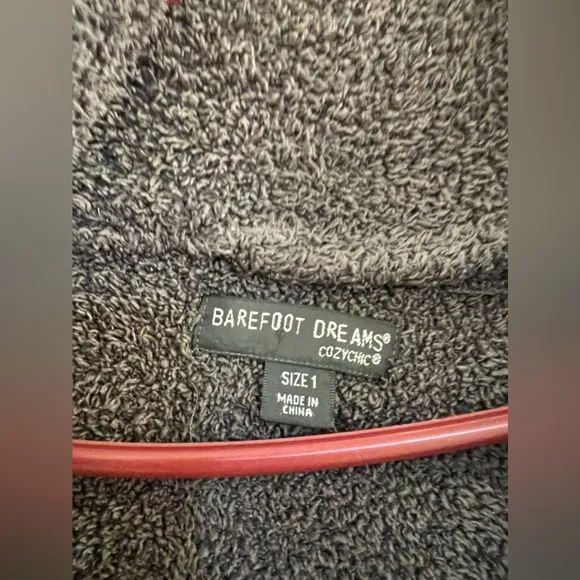 BAREFOOT DREAMS®
COZYCHIC®
SIZE 1
MADE IN
CHINA